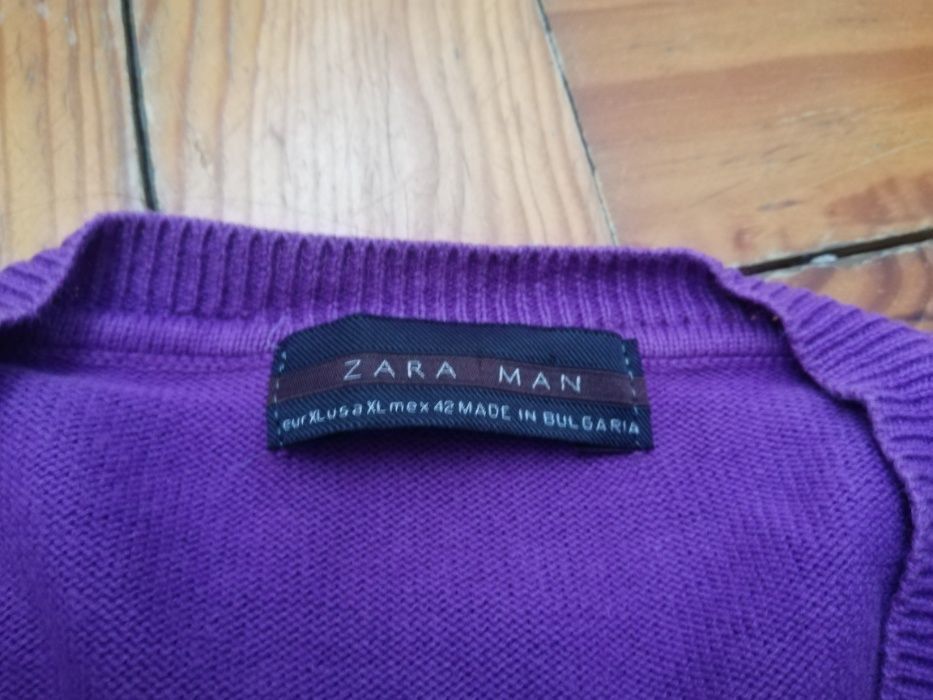 ZARA MAN
eur XL usa XL mex 42 MADE IN BULGARIA